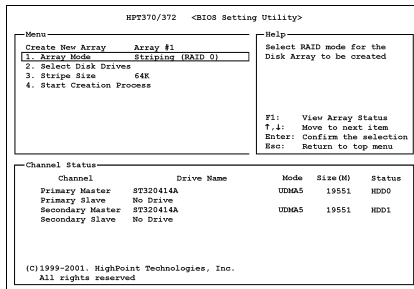 HPT370/372 <BIOS Setting Utility>
Menu
Create New Array Array #1
1. Array Mode Striping (RAID 0)
2. Select Disk Drives
3. Stripe Size 64K
4. Start Creation Process
Help
Select RAID mode for the
Disk Array to be created
F1: View Array Status
↑,↓: Move to next item
Enter: Confirm the selection
Esc: Return to top menu
Channel Status
Channel Drive Name Mode Size(M) Status
Primary Master ST320414A UDMA5 19551 HDD0
Primary Slave No Drive
Secondary Master ST320414A UDMA5 19551 HDD1
Secondary Slave No Drive
(C)1999-2001. HighPoint Technologies, Inc.
All rights reserved